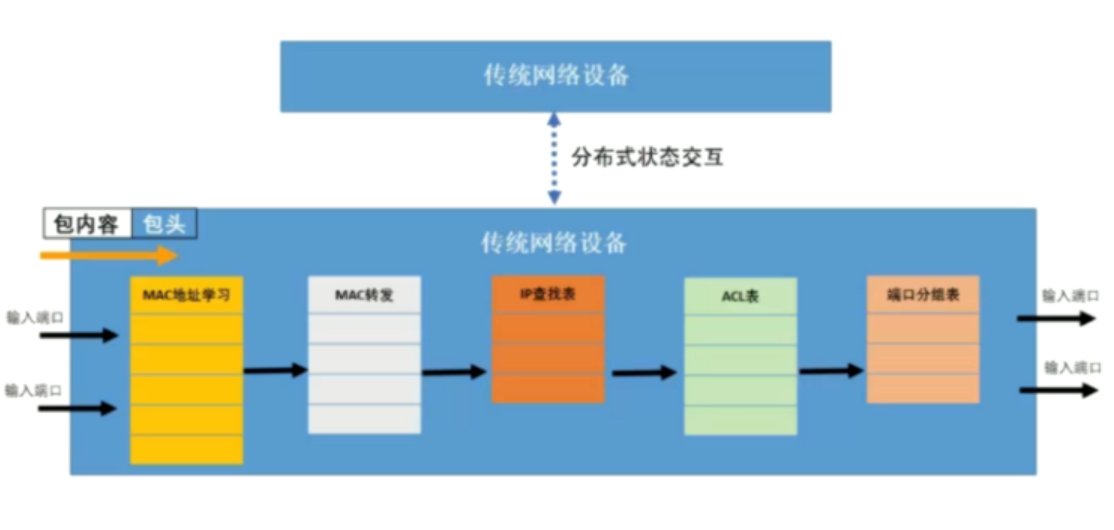 传统网络设备
分布式状态交互
包内容 包头
传统网络设备
MAC地址学习
MAC转发
IP查找表
ACL表
端口分组表
输入端口
输入端口
输入端口
输入端口